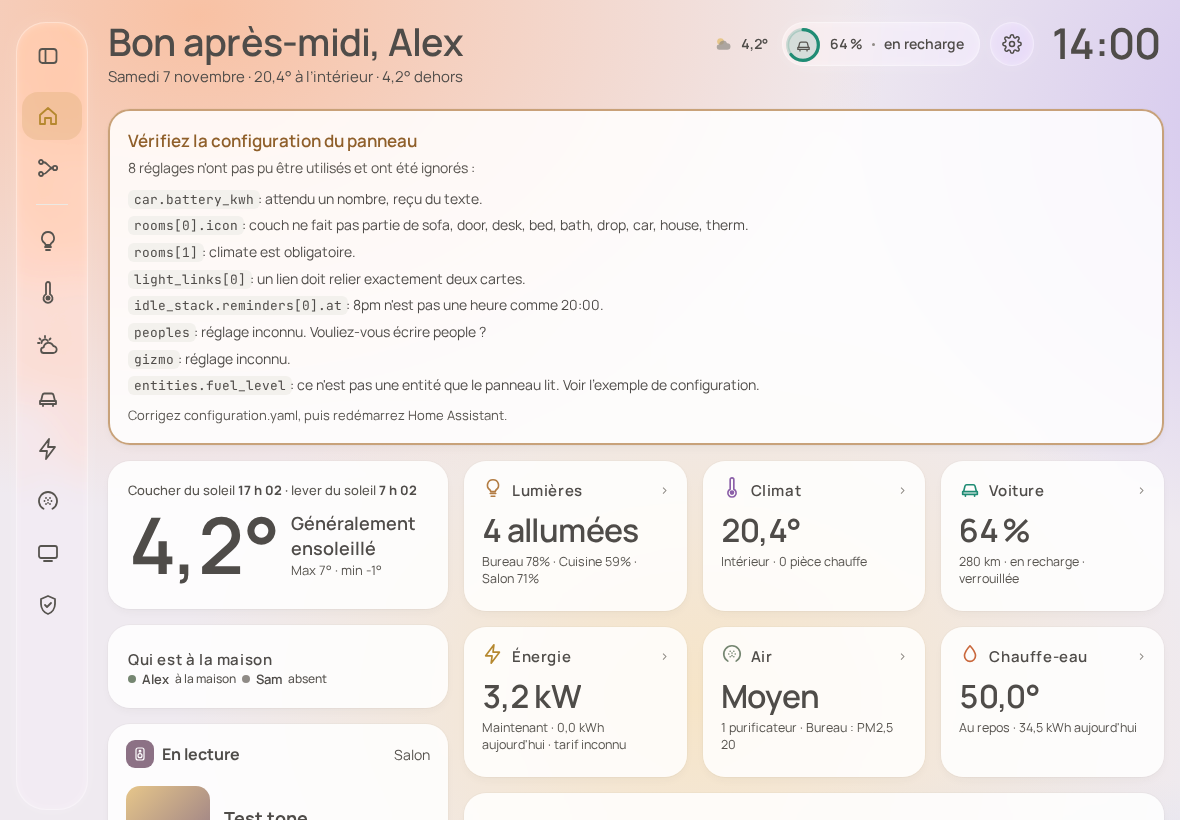 Bon après-midi, Alex
Samedi 7 novembre · 20,4° à l'intérieur · 4,2° dehors
4,2°
64 % • en recharge
14:00
Vérifiez la configuration du panneau
8 réglages n'ont pas pu être utilisés et ont été ignorés :
car.battery_kwh : attendu un nombre, reçu du texte.
rooms[0].icon : couch ne fait pas partie de sofa, door, desk, bed, bath, drop, car, house, therm.
rooms[1] : climate est obligatoire.
light_links[0] : un lien doit relier exactement deux cartes.
idle_stack.reminders[0].at : 8pm n'est pas une heure comme 20:00.
peoples : réglage inconnu. Vouliez-vous écrire people ?
gizmo : réglage inconnu.
entities.fuel_level : ce n'est pas une entité que le panneau lit. Voir l'exemple de configuration.
Corrigez configuration.yaml, puis redémarrez Home Assistant.
Coucher du soleil 17 h 02 · lever du soleil 7 h 02
4,2°
Généralement
ensoleillé
Max 7° · min -1°
Lumières
4 allumées
Bureau 78% · Cuisine 59% ·
Salon 71%
Climat
20,4°
Intérieur · 0 pièce chauffe
Voiture
64 %
280 km · en recharge ·
verrouillée
Qui est à la maison
Alex à la maison Sam absent
Énergie
3,2 kW
Maintenant · 0,0 kWh
aujourd'hui · tarif inconnu
Air
Moyen
1 purificateur · Bureau : PM2,5
20
Chauffe-eau
50,0°
Au repos · 34,5 kWh aujourd'hui
En lecture
Salon
Test tone